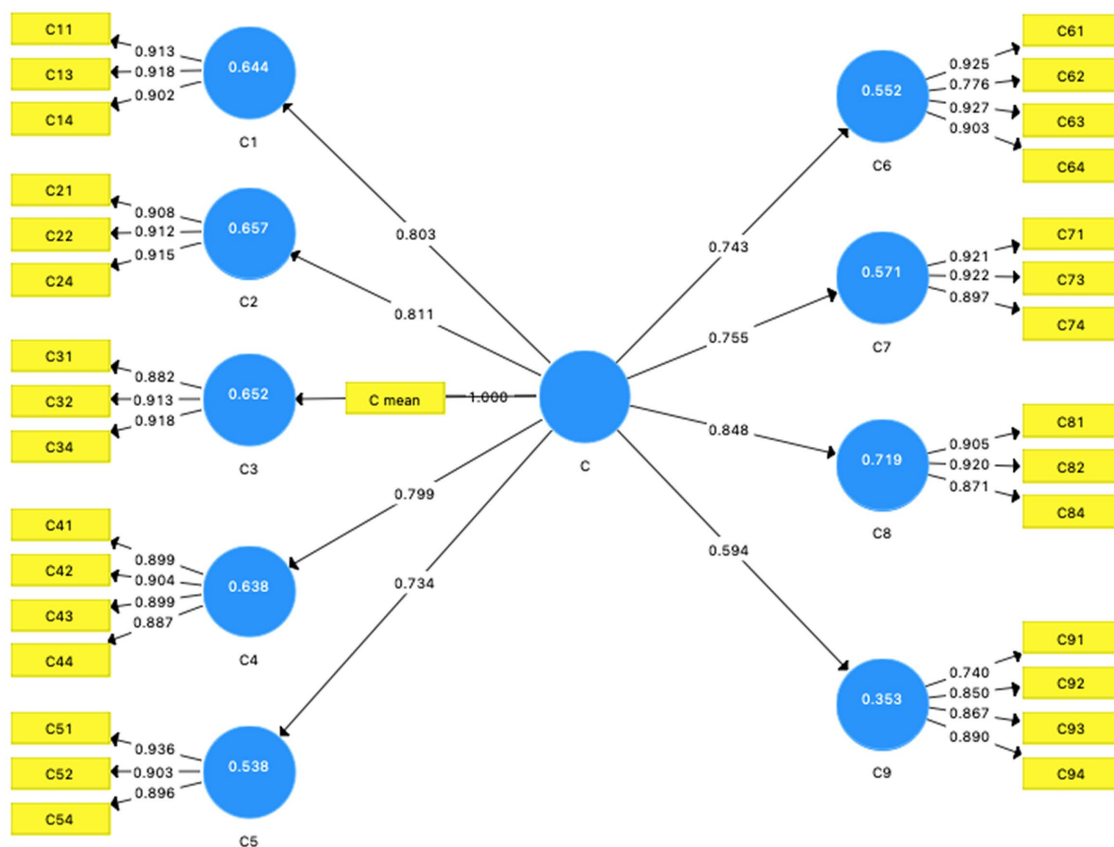 C11
C13
C14
0.913
0.918
0.902
0.644
C1
C21
C22
C24
0.908
0.912
0.915
0.657
C2
C31
C32
C34
0.882
0.913
0.918
0.652
C3
C41
C42
C43
C44
0.899
0.904
0.899
0.887
0.638
C4
C51
C52
C54
0.936
0.903
0.896
0.538
C5
0.803
0.811
C mean
1.000
0.799
0.734
C
0.743
0.755
0.848
0.594
0.552
C6
0.925
0.776
0.927
0.903
C61
C62
C63
C64
0.571
C7
0.921
0.922
0.897
C71
C73
C74
0.719
C8
0.905
0.920
0.871
C81
C82
C84
0.353
C9
0.740
0.850
0.867
0.890
C91
C92
C93
C94